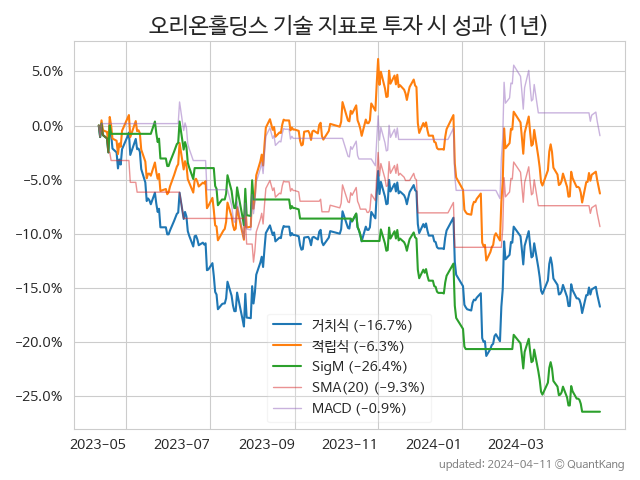 오리온홀딩스 기술 지표로 투자 시 성과 (1년)
5.0%
0.0%
−5.0%
−10.0%
−15.0%
−20.0%
−25.0%
거치식 (−16.7%)
적립식 (−6.3%)
SigM (−26.4%)
SMA(20) (−9.3%)
MACD (−0.9%)
2023-05 2023-07 2023-09 2023-11 2024-01 2024-03
updated: 2024-04-11 © QuantKang